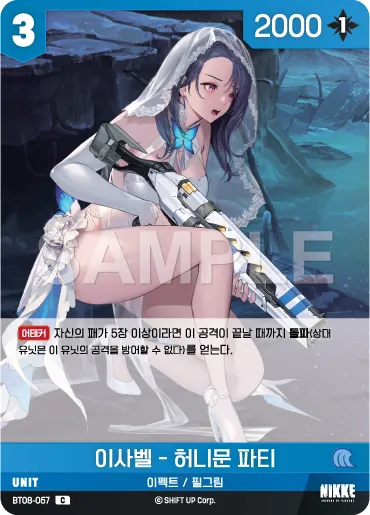 3
2000 1
SAMPLE
어태커 자신의 패가 5장 이상이라면 이 공격이 끝날 때까지 돌파(상대
유닛은 이 유닛의 공격을 방어할 수 없다)를 얻는다.
이사벨 - 허니문 파티
UNIT
이펙트 / 필그림
NIKKE
BT08-057 C
©SHIFT UP Corp.